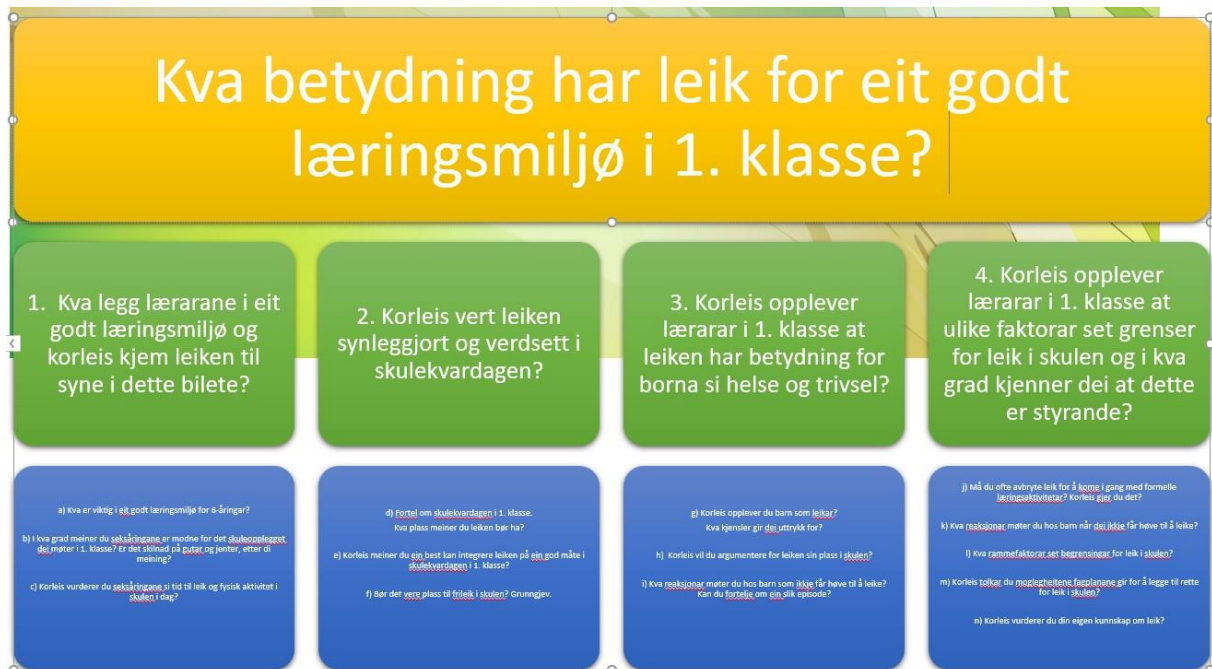 Kva betydning har leik for eit godt
læringsmiljø i 1. klasse?
1. Kva legg lærarane i eit
godt læringsmiljø og
korleis kjem leiken til
syne i dette bilete?
2. Korleis vert leiken
synleggjort og verdsett i
skulekvardagen?
3. Korleis opplever
lærarar i 1. klasse at
leiken har betydning for
borna si helse og trivsel?
4. Korleis opplever
lærarar i 1. klasse at
ulike faktorar set grenser
for leik i skulen og i kva
grad kjenner dei at dette
er styrande?
a) Kva er viktig i eit godt læringsmiljø for 6-åringar?
b) I kva grad meiner du seksåringane er modne for det skuleopplegget
dei møter i 1. klasse? Er det skilnad på gutar og jenter, etter di
meining?
c) Korleis vurderer du seksåringane si tid til leik og fysisk aktivitet i
skulen i dag?
d) Fortel om skulekvardagen i 1. klasse.
Kva plass meiner du leiken bør ha?
e) Korleis meiner du ein best kan integrere leiken på ein god måte i
skulekvardagen i 1. klasse?
f) Bør det vere plass til frileik i skulen? Grunngjev.
g) Korleis opplever du barn som leikar?
Kva kjensler gir dei uttrykk for?
h) Korleis vil du argumentere for leiken sin plass i skulen?
i) Kva reaksjonar møter du hos barn som ikkje får høve til å leike?
Kan du fortelje om ein slik episode?
j) Må du ofte avbryte leik for å kome i gang med formelle
læringsaktivitetar? Korleis gjer du det?
k) Kva reaksjonar møter du hos barn når dei ikkje får høve til å leike?
l) Kva rammefaktorar set begrensingar for leik i skulen?
m) Korleis tolkar du moglegheitene fagplanane gir for å legge til rette
for leik i skulen?
n) Korleis vurderer du din eigen kunnskap om leik?